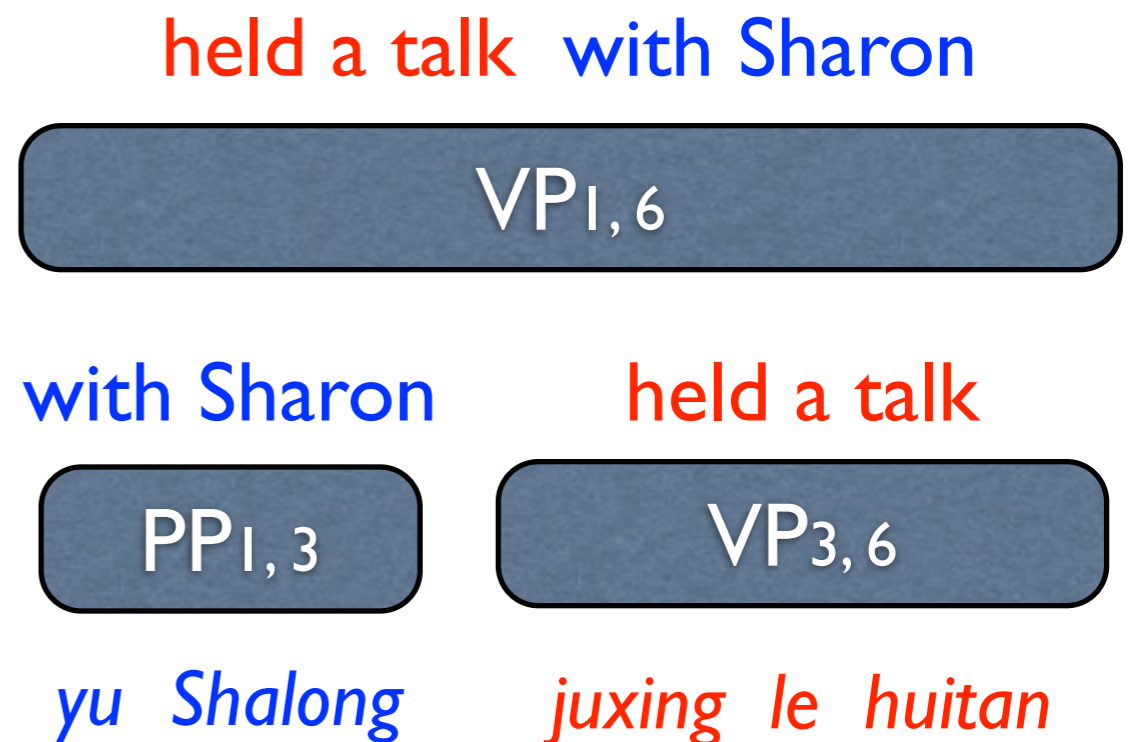 held a talk with Sharon
VP1, 6
with Sharon held a talk
PP1, 3 VP3, 6
yu Shalong juxing le huitan